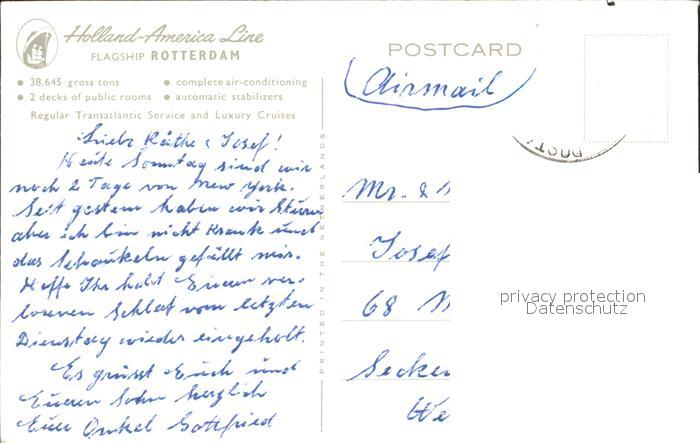 Holland-America Line
FLAGSHIP ROTTERDAM
● 38,645 gross tons ● complete air-conditioning
● 2 decks of public rooms ● automatic stabilizers
Regular Transatlantic Service and Luxury Cruises
Liebe Käthe & Josef!
Heute Sonntag sind wir
noch 2 Tage von New York.
Seit gestern haben wir Sturm
aber ich bin nicht krank und
das Schaukeln gefällt mir.
Hoffe Ihr habt Euren ver-
lorenen Schlaf vom letzten
Dienstag wieder eingeholt.
Es grüsst Euch und
Euren Sohn herzlich
Euer Onkel Gottfried
PRINTED IN THE NETHERLANDS
POSTCARD
Airmail
Mr. &
Josef
68
Secker
We
privacy protection
Datenschutz